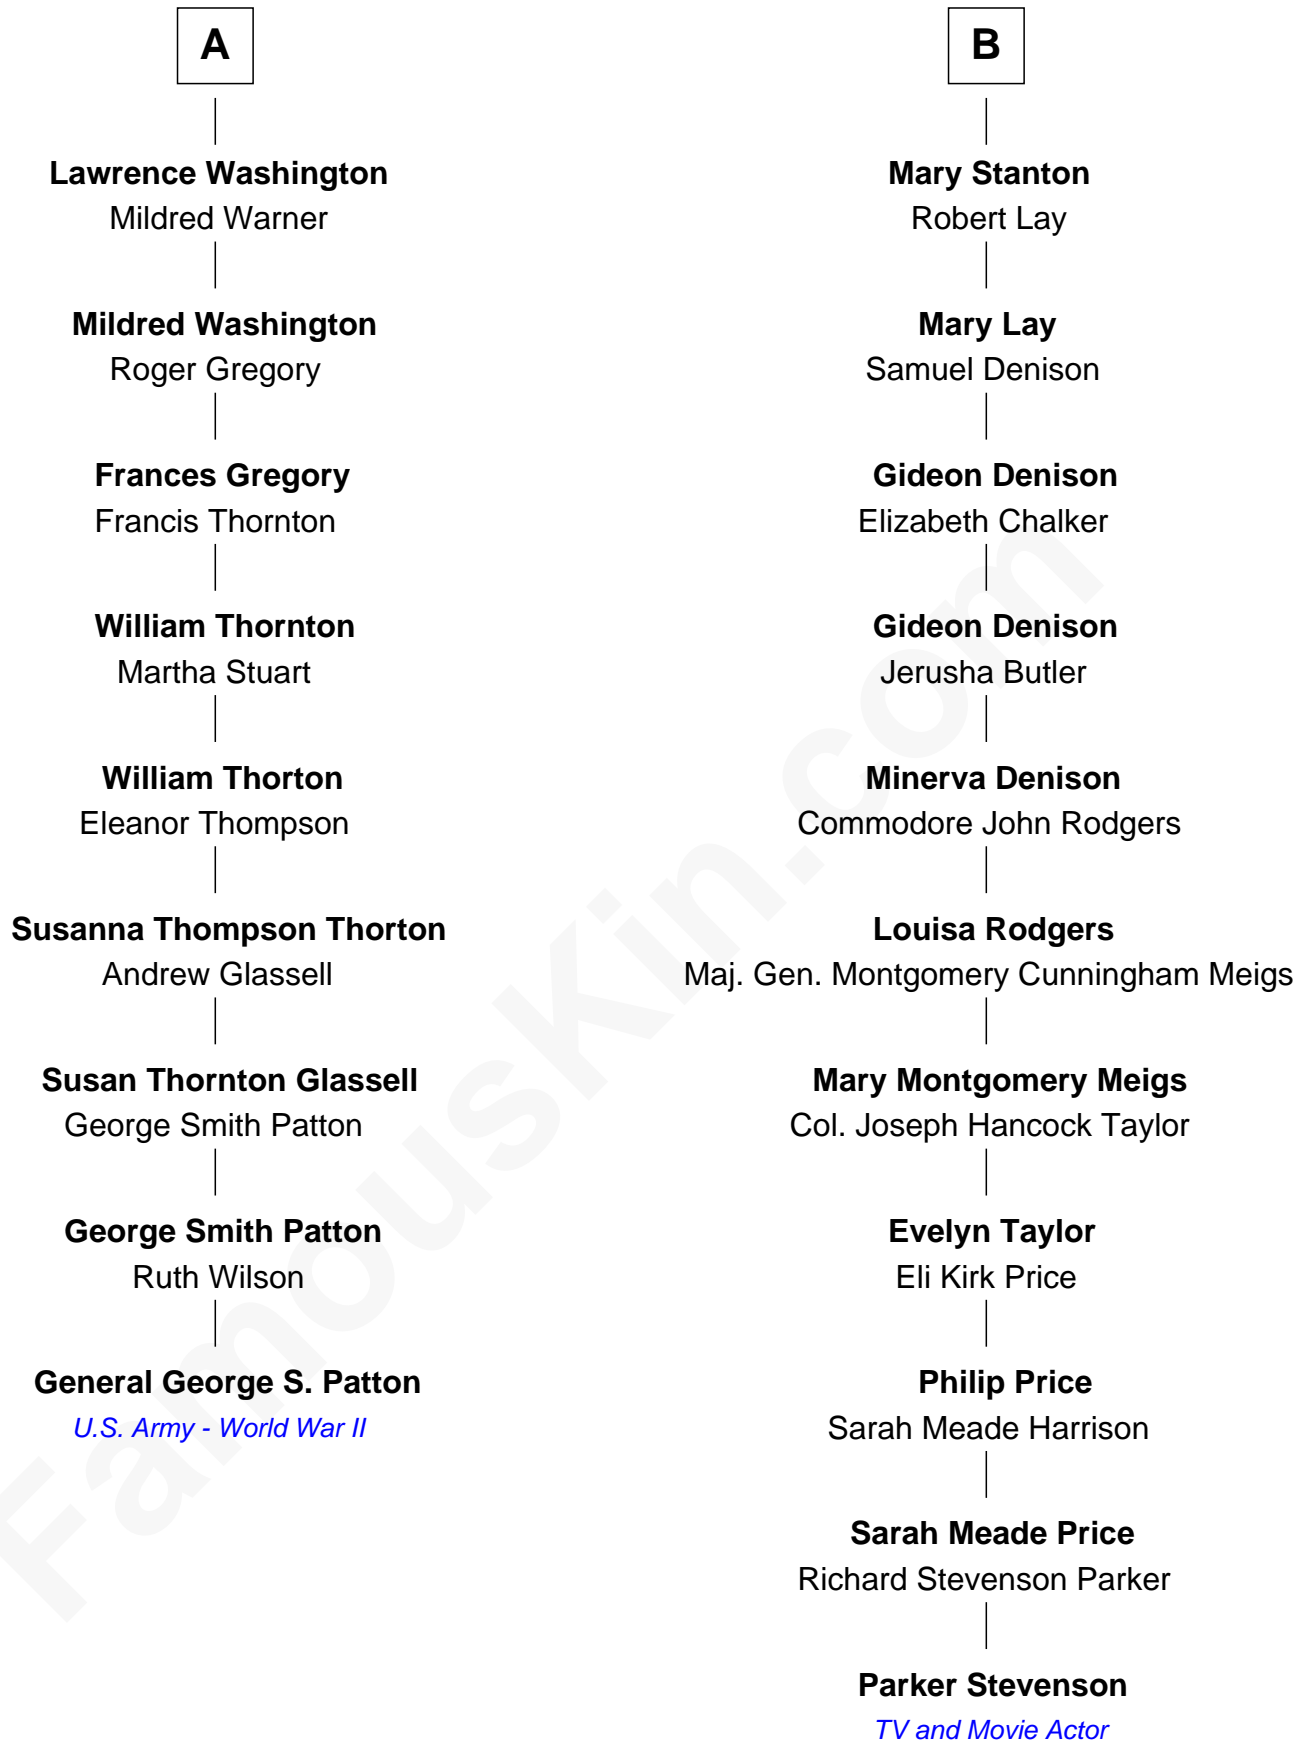 A
Lawrence Washington
Mildred Warner
Mildred Washington
Roger Gregory
Frances Gregory
Francis Thornton
William Thornton
Martha Stuart
William Thorton
Eleanor Thompson
Susanna Thompson Thorton
Andrew Glassell
Susan Thornton Glassell
George Smith Patton
George Smith Patton
Ruth Wilson
General George S. Patton
U.S. Army - World War II
B
Mary Stanton
Robert Lay
Mary Lay
Samuel Denison
Gideon Denison
Elizabeth Chalker
Gideon Denison
Jerusha Butler
Minerva Denison
Commodore John Rodgers
Louisa Rodgers
Maj. Gen. Montgomery Cunningham Meigs
Mary Montgomery Meigs
Col. Joseph Hancock Taylor
Evelyn Taylor
Eli Kirk Price
Philip Price
Sarah Meade Harrison
Sarah Meade Price
Richard Stevenson Parker
Parker Stevenson
TV and Movie Actor
FamousKin.com